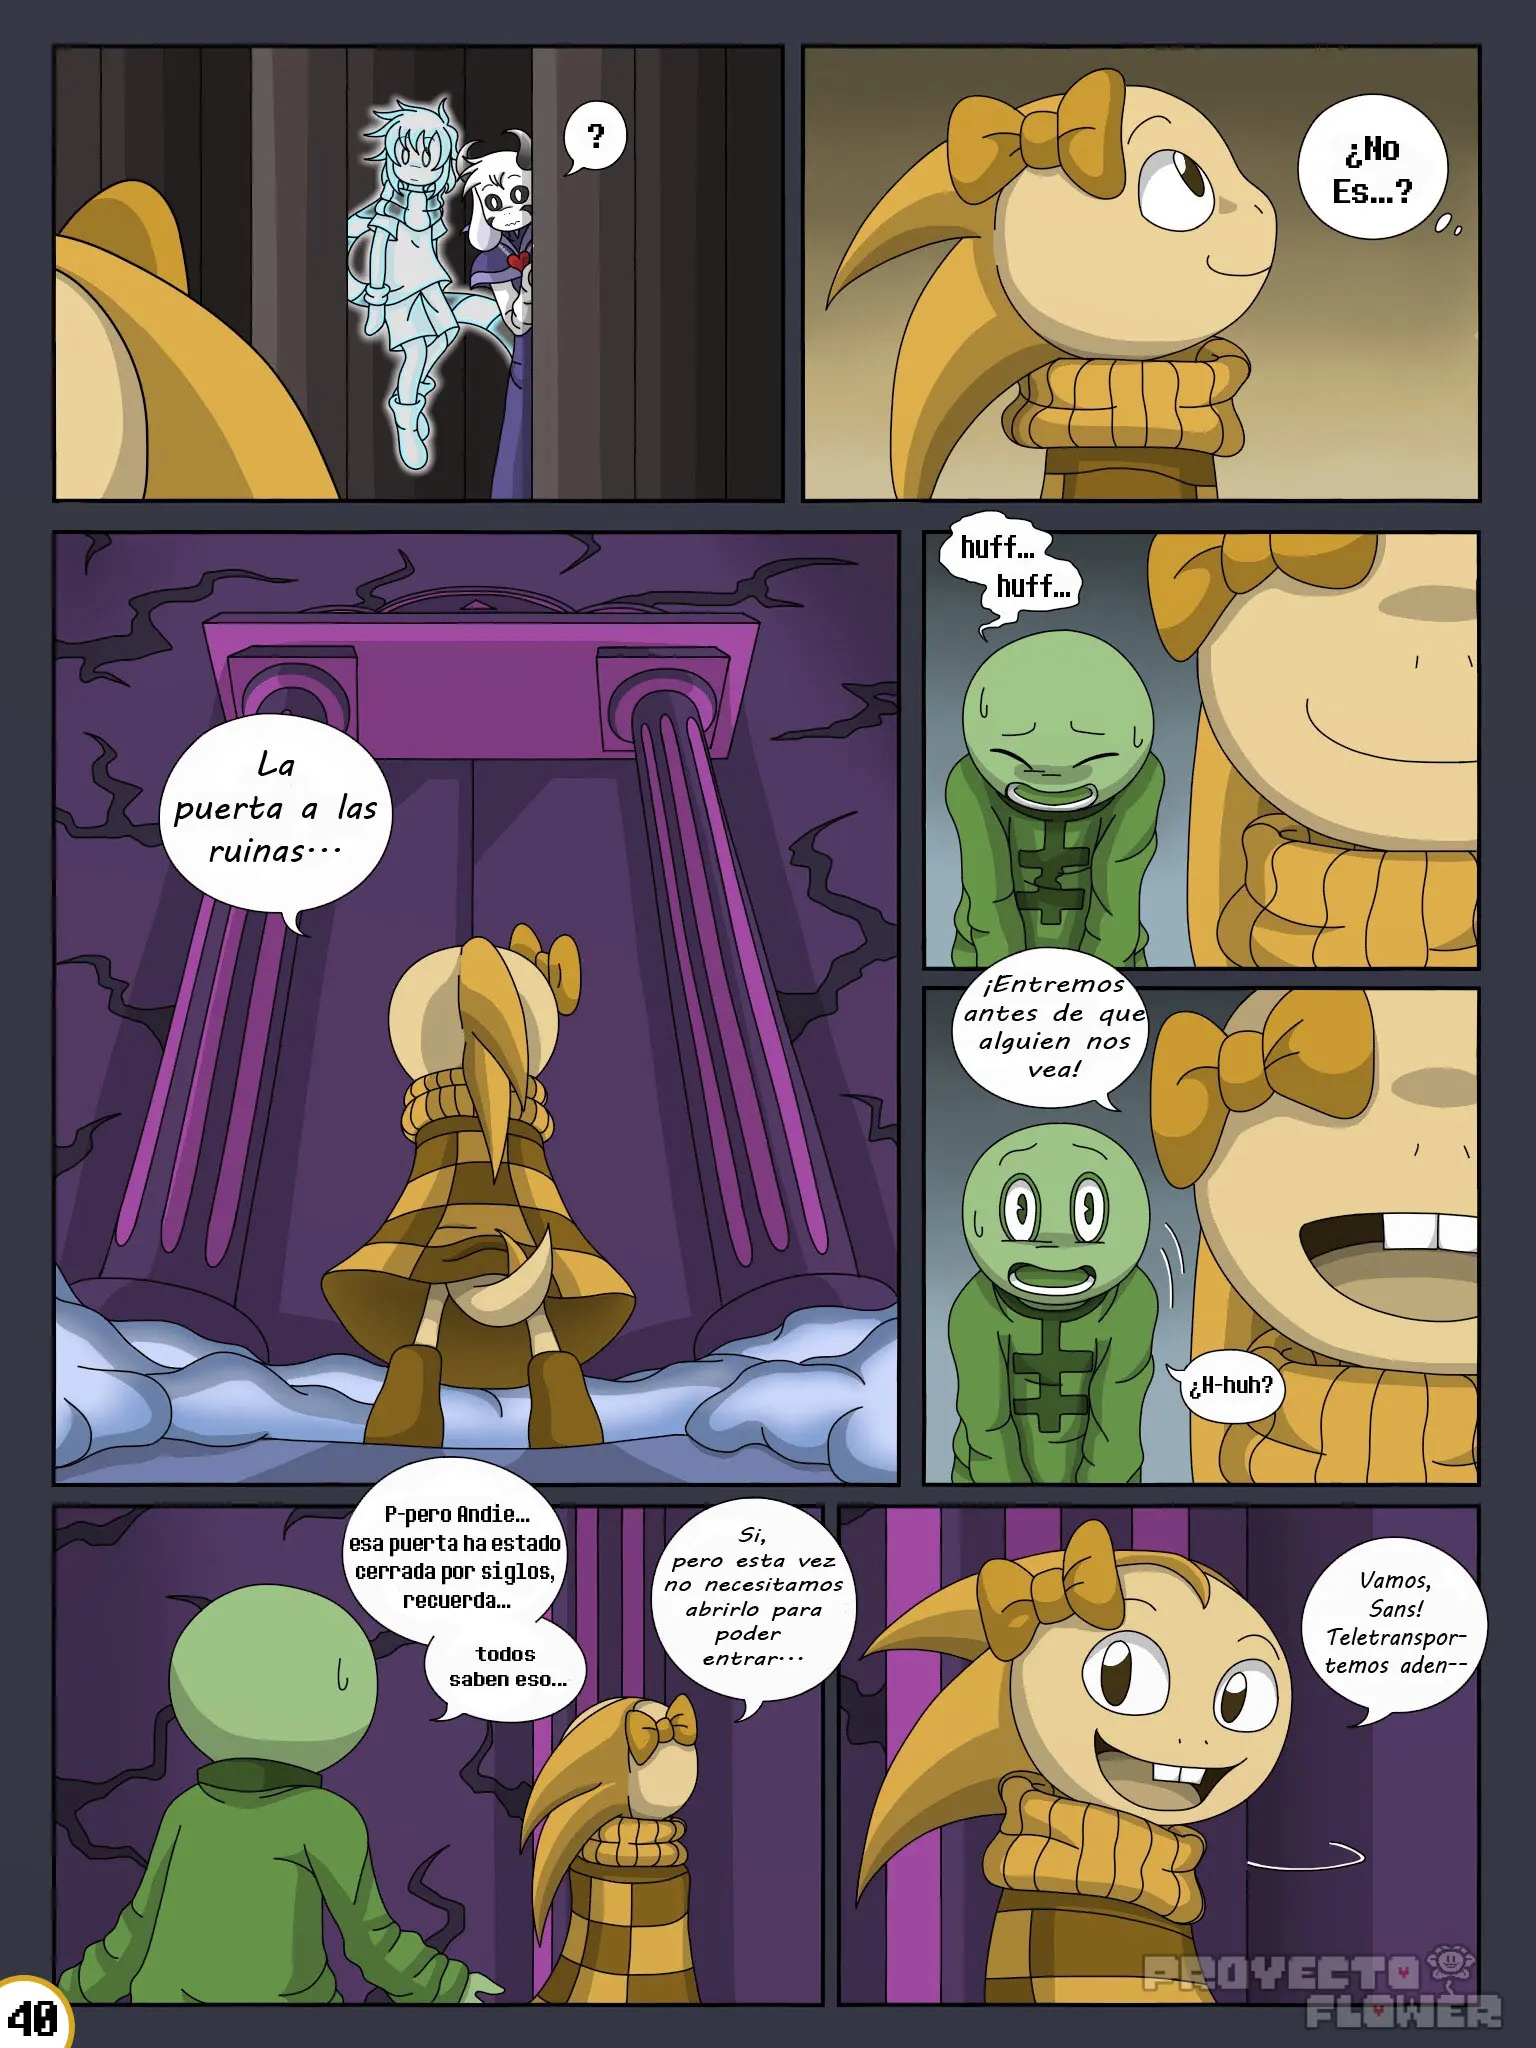 ?
¿No
Es...?
La
puerta a las
ruinas...
huff...
huff...
¡Entremos
antes de que
alguien nos
vea!
¿H-huh?
P-pero Andie...
esa puerta ha estado
cerrada por siglos,
recuerda...
todos
saben eso...
Si,
pero esta vez
no necesitamos
abrirlo para
poder
entrar...
Vamos,
Sans!
Teletranspor-
temos aden--
PROYECTO
FLOWER
40